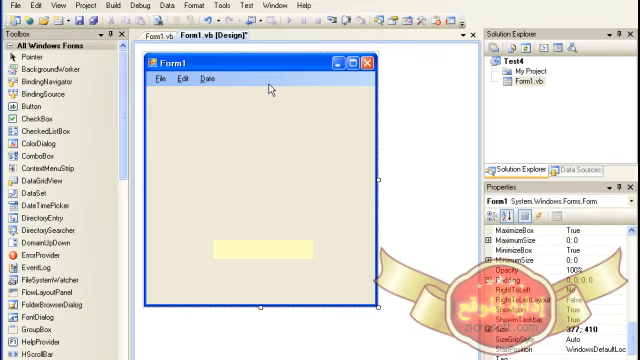 File Edit View Project Build Debug Data Format Tools Test Window Help
Toolbox
All Windows Forms
Pointer
BackgroundWorker
BindingNavigator
BindingSource
Button
CheckBox
CheckedListBox
ColorDialog
ComboBox
ContextMenuStrip
DataGridView
DataSet
DateTimePicker
DirectoryEntry
DirectorySearcher
DomainUpDown
ErrorProvider
EventLog
FileSystemWatcher
FlowLayoutPanel
FolderBrowserDialog
FontDialog
GroupBox
HScrollBar
Form1.vb Form1.vb [Design]*
Form1
File Edit Date
Solution Explorer
Test4
My Project
Form1.vb
Solution Explorer Data Sources
Properties
Form1 System.Windows.Forms.Form
MaximizeBox True
MaximumSize 0; 0
MinimizeBox True
MinimumSize 0; 0
Opacity 100%
Padding 0; 0; 0; 0
RightToLeft No
RightToLeftLayout False
ShowIcon True
ShowInTaskbar True
Size 377; 410
SizeGripStyle Auto
StartPosition WindowsDefaultLoc
Tag